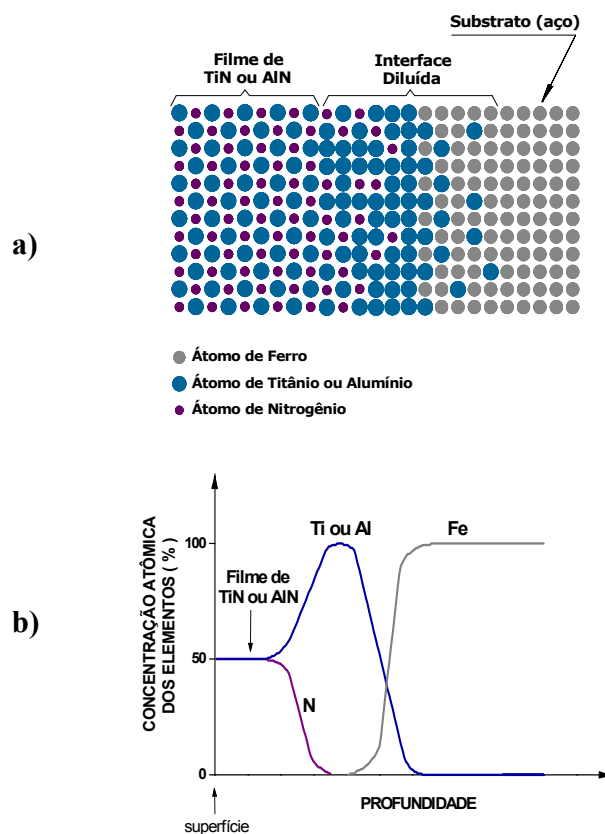 Substrato (aço)
Filme de
TiN ou AlN
Interface
Diluída
a)
Átomo de Ferro
Átomo de Titânio ou Alumínio
Átomo de Nitrogênio
b)
CONCENTRAÇÃO ATÔMICA
DOS ELEMENTOS ( % )
100
50
0
Ti ou Al
Fe
Filme de
TiN ou AlN
N
PROFUNDIDADE
superfície